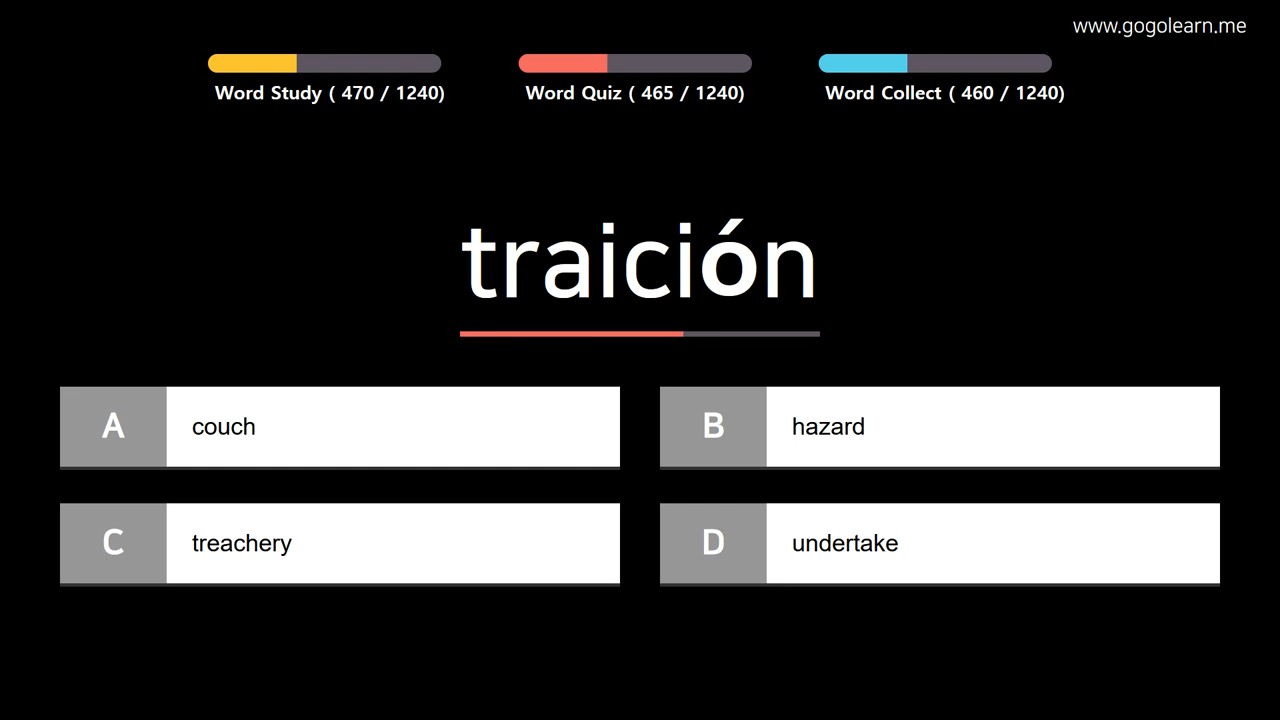 www.gogolearn.me
Word Study ( 470 / 1240)
Word Quiz ( 465 / 1240)
Word Collect ( 460 / 1240)
traición
A couch
B hazard
C treachery
D undertake